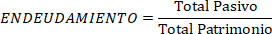 ENDEUDAMIENTO = Total Pasivo / Total Patrimonio